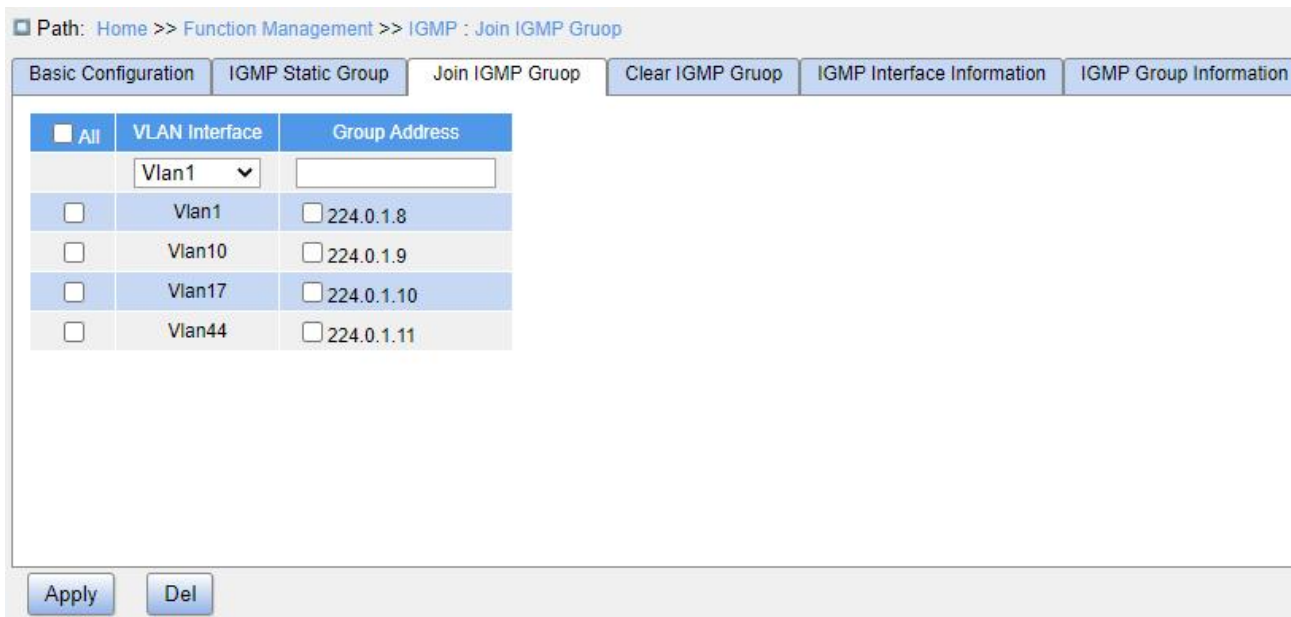 Path: Home >> Function Management >> IGMP : Join IGMP Gruop
Basic Configuration IGMP Static Group Join IGMP Gruop Clear IGMP Gruop IGMP Interface Information IGMP Group Information
All VLAN Interface Group Address
Vlan1
Vlan1 224.0.1.8
Vlan10 224.0.1.9
Vlan17 224.0.1.10
Vlan44 224.0.1.11
Apply Del